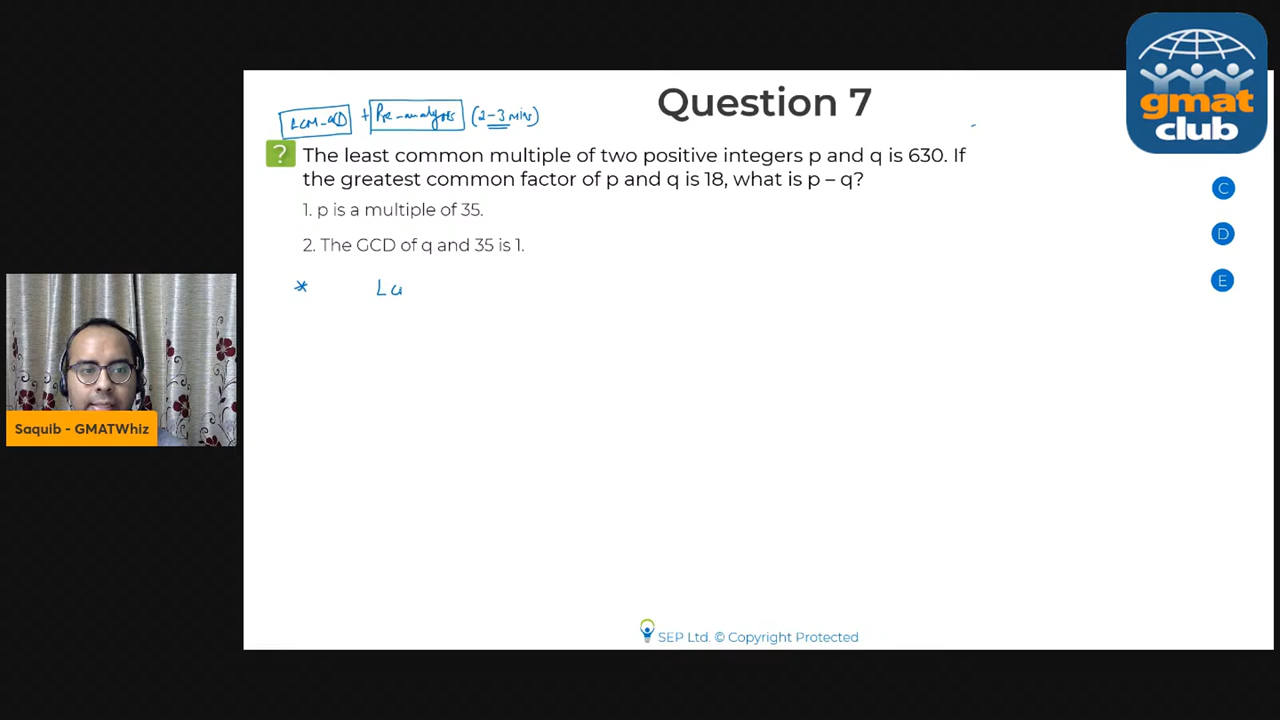 gmat
club
Question 7
LCM-GCD + Pre-analysis (2-3 mins)
? The least common multiple of two positive integers p and q is 630. If
the greatest common factor of p and q is 18, what is p – q?
1. p is a multiple of 35.
2. The GCD of q and 35 is 1.
C
D
E
*
Saquib - GMATWhiz
SEP Ltd. © Copyright Protected